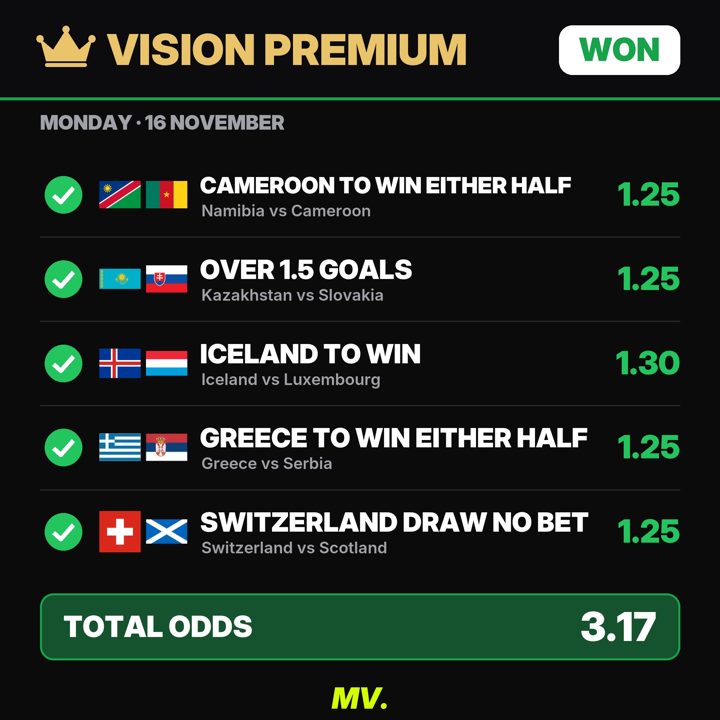 VISION PREMIUM
WON
MONDAY · 16 NOVEMBER
CAMEROON TO WIN EITHER HALF
Namibia vs Cameroon
1.25
OVER 1.5 GOALS
Kazakhstan vs Slovakia
1.25
ICELAND TO WIN
Iceland vs Luxembourg
1.30
GREECE TO WIN EITHER HALF
Greece vs Serbia
1.25
SWITZERLAND DRAW NO BET
Switzerland vs Scotland
1.25
TOTAL ODDS
3.17
MV.